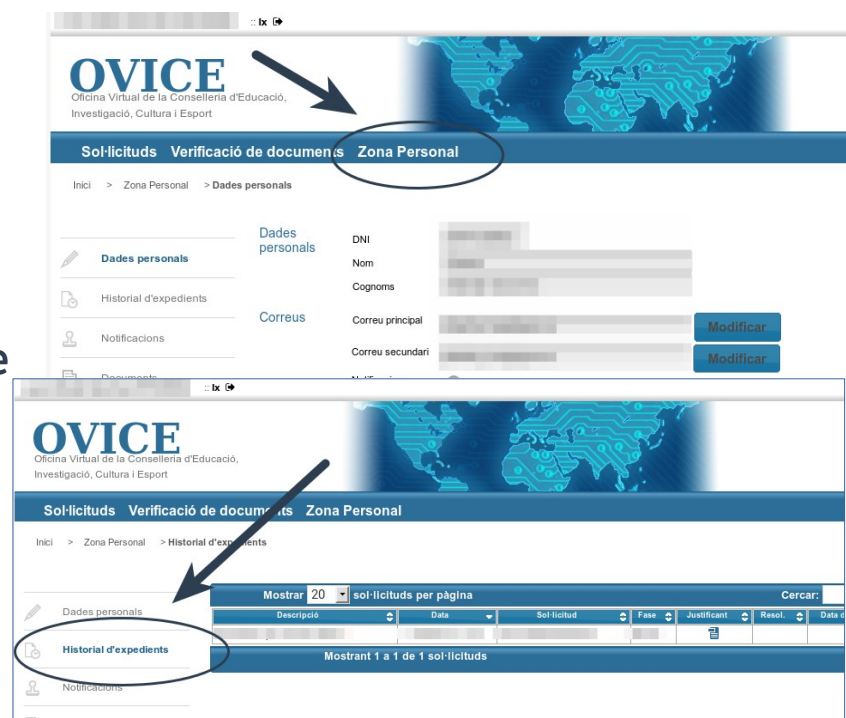 :: Ix
OVICE
Oficina Virtual de la Conselleria d'Educació,
Investigació, Cultura i Esport
Sol·licituds Verificació de documents Zona Personal
Inici > Zona Personal > Dades personals
Dades personals
Historial d'expedients
Notificacions
Documents
Dades
personals
DNI
Nom
Cognoms
Correus
Correu principal
Modificar
Correu secundari
Modificar
e
:: Ix
OVICE
Oficina Virtual de la Conselleria d'Educació,
Investigació, Cultura i Esport
Sol·licituds Verificació de documents Zona Personal
Inici > Zona Personal > Historial d'expedients
Dades personals
Historial d'expedients
Notificacions
Mostrar 20 sol·licituds per pàgina Cercar:
Descripció Data Sol·licitud Fase Justificant Resol. Data d
Mostrant 1 a 1 de 1 sol·licituds